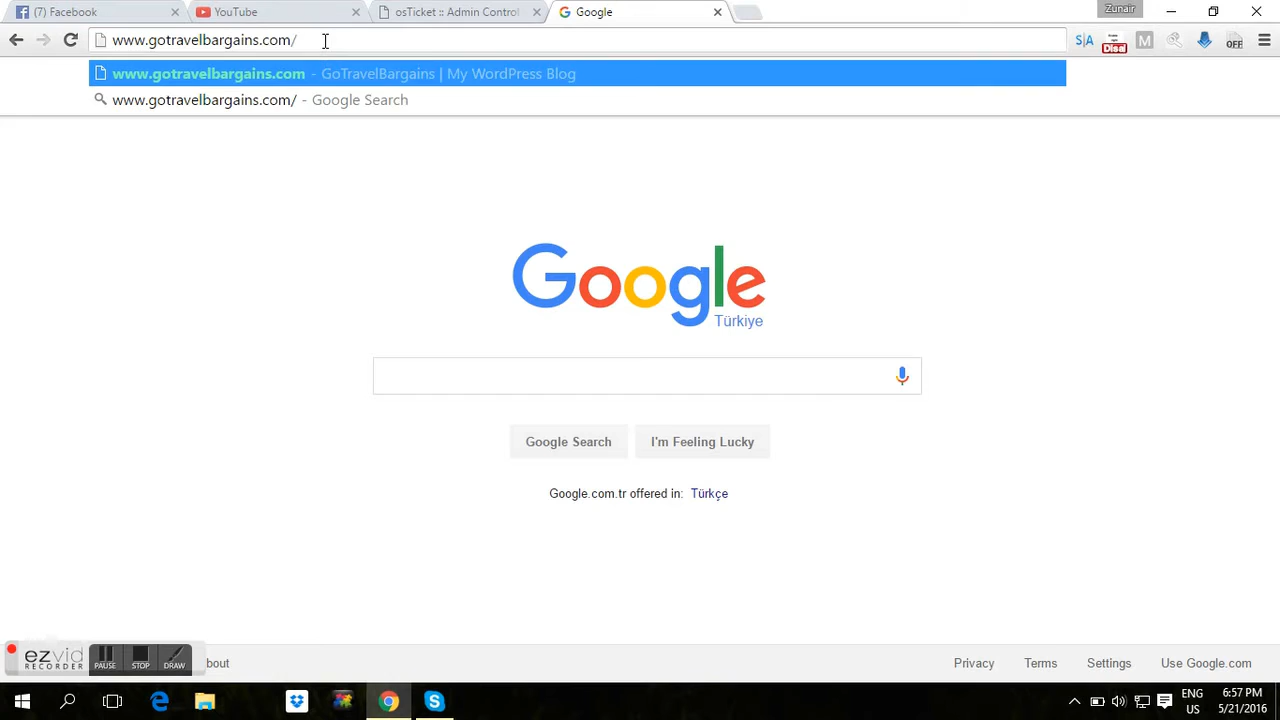 (7) Facebook
YouTube
osTicket :: Admin Control
Google
Zunair
www.gotravelbargains.com/
S|A
Disal
M
OFF
www.gotravelbargains.com - GoTravelBargains | My WordPress Blog
www.gotravelbargains.com/ - Google Search
Google
Türkiye
Google Search
I'm Feeling Lucky
Google.com.tr offered in: Türkçe
ezvid
RECORDER
PAUSE
STOP
DRAW
bout
Privacy
Terms
Settings
Use Google.com
ENG
US
6:57 PM
5/21/2016